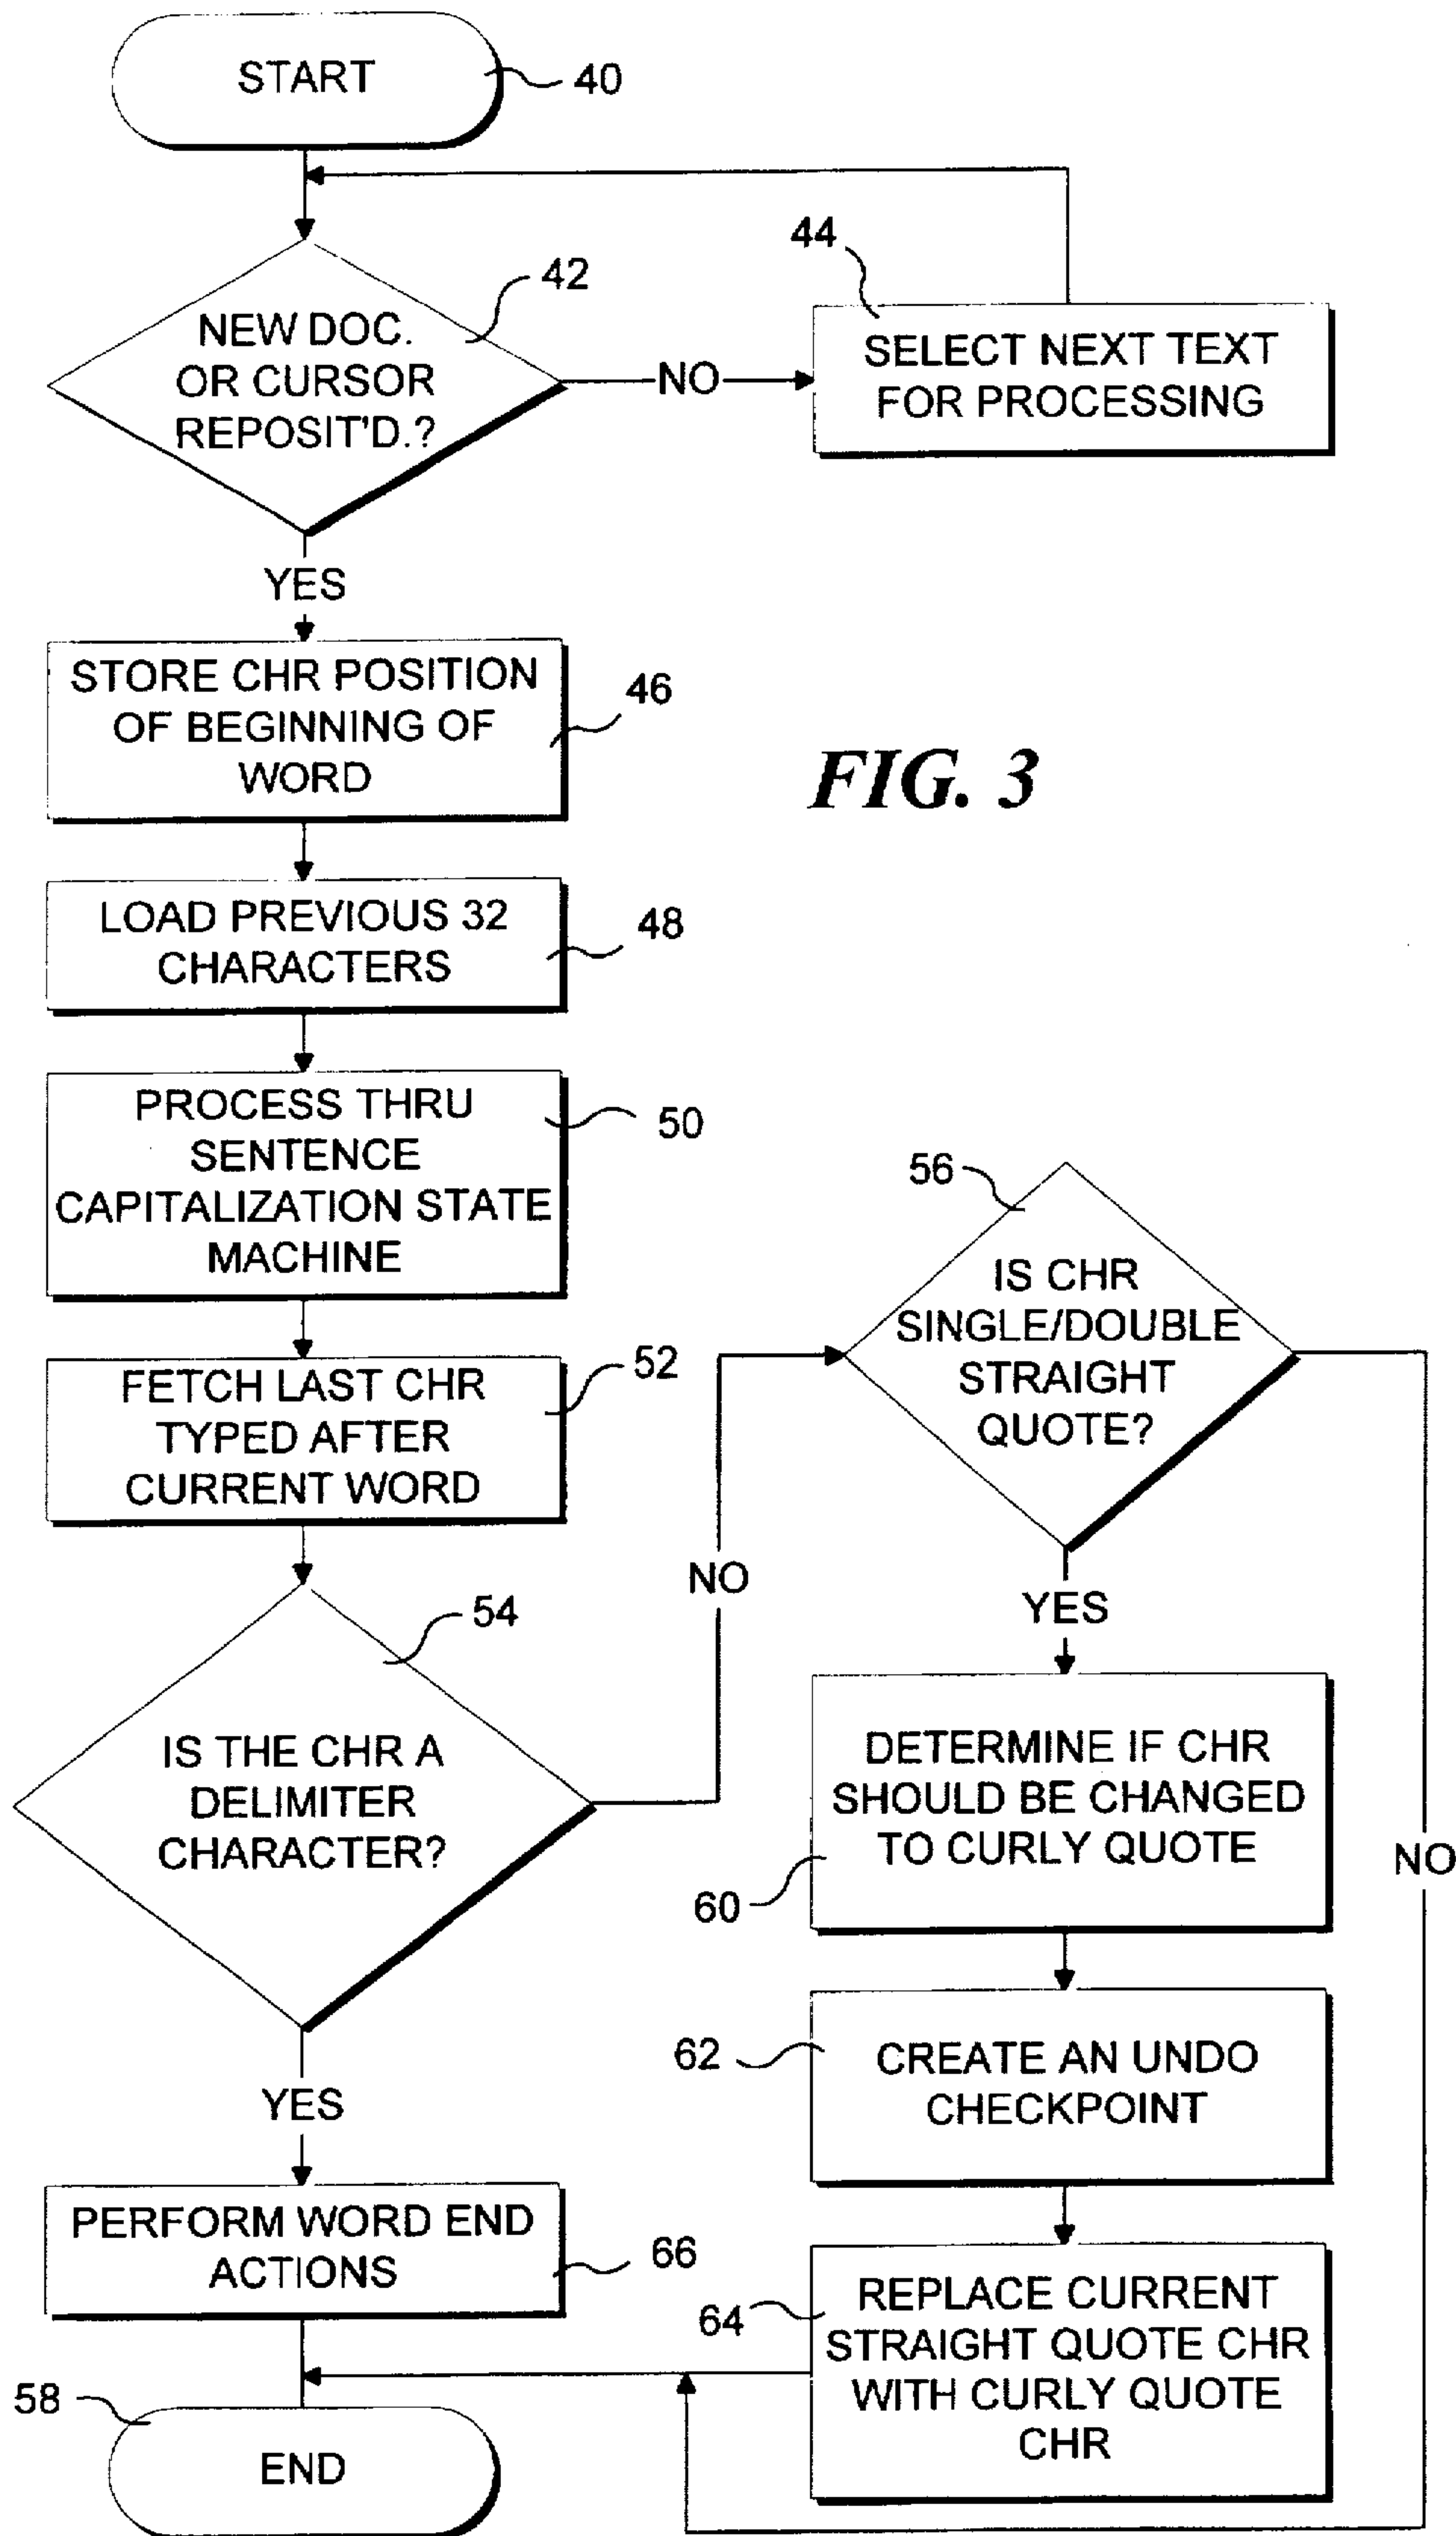 START
40
42
NEW DOC.
OR CURSOR
REPOSIT'D.?
NO
44
SELECT NEXT TEXT
FOR PROCESSING
YES
STORE CHR POSITION
OF BEGINNING OF
WORD
46
FIG. 3
LOAD PREVIOUS 32
CHARACTERS
48
PROCESS THRU
SENTENCE
CAPITALIZATION STATE
MACHINE
50
FETCH LAST CHR
TYPED AFTER
CURRENT WORD
52
54
IS THE CHR A
DELIMITER
CHARACTER?
NO
56
IS CHR
SINGLE/DOUBLE
STRAIGHT
QUOTE?
YES
NO
DETERMINE IF CHR
SHOULD BE CHANGED
TO CURLY QUOTE
60
CREATE AN UNDO
CHECKPOINT
62
REPLACE CURRENT
STRAIGHT QUOTE CHR
WITH CURLY QUOTE
CHR
64
YES
PERFORM WORD END
ACTIONS
66
58
END